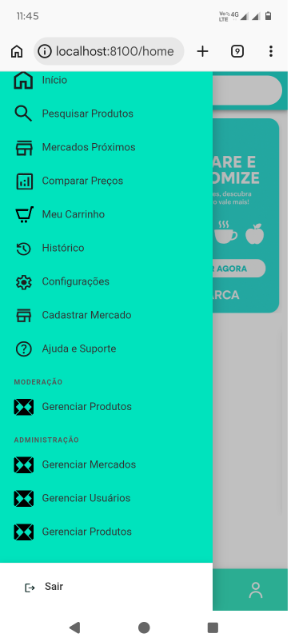 11:45
VoLTE 4G
localhost:8100/home
9
Início
Pesquisar Produtos
Mercados Próximos
Comparar Preços
Meu Carrinho
Histórico
Configurações
Cadastrar Mercado
Ajuda e Suporte
MODERAÇÃO
Gerenciar Produtos
ADMINISTRAÇÃO
Gerenciar Mercados
Gerenciar Usuários
Gerenciar Produtos
Sair
ARE E
OMIZE
s, descubra
o vale mais!
AGORA
ARCA